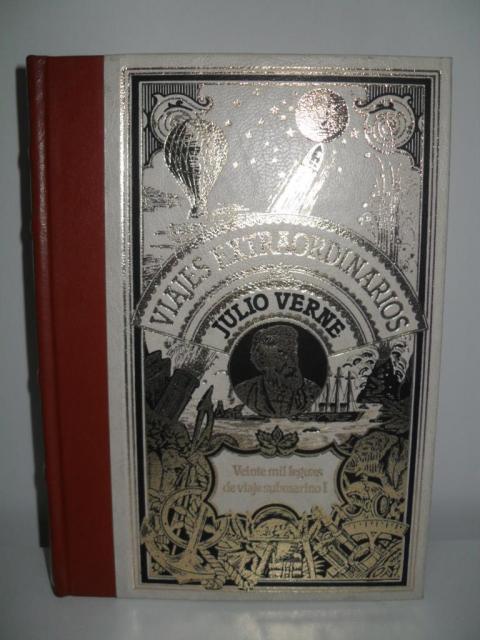 VIAJES EXTRAORDINARIOS
JULIO VERNE
Veinte mil leguas
de viaje submarino I